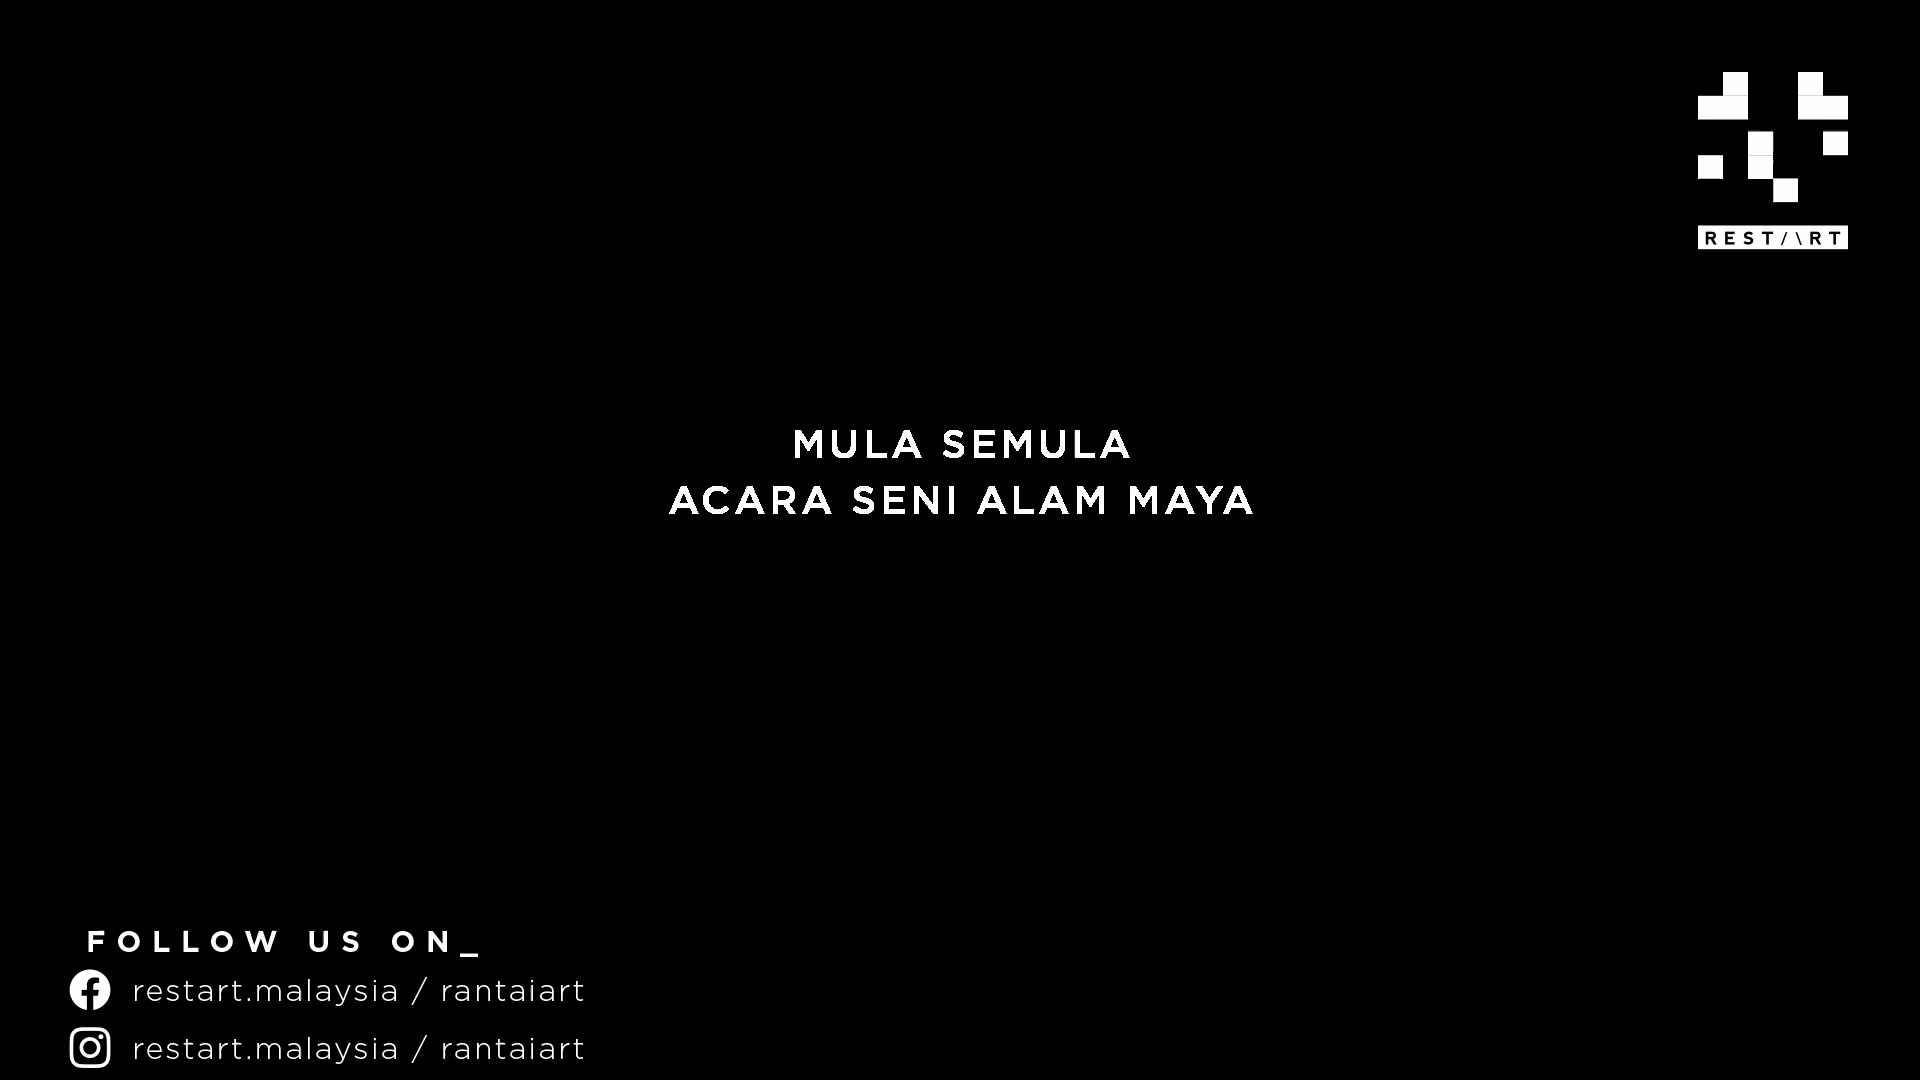 REST/\RT
MULA SEMULA
ACARA SENI ALAM MAYA
FOLLOW US ON_
restart.malaysia / rantaiart
restart.malaysia / rantaiart